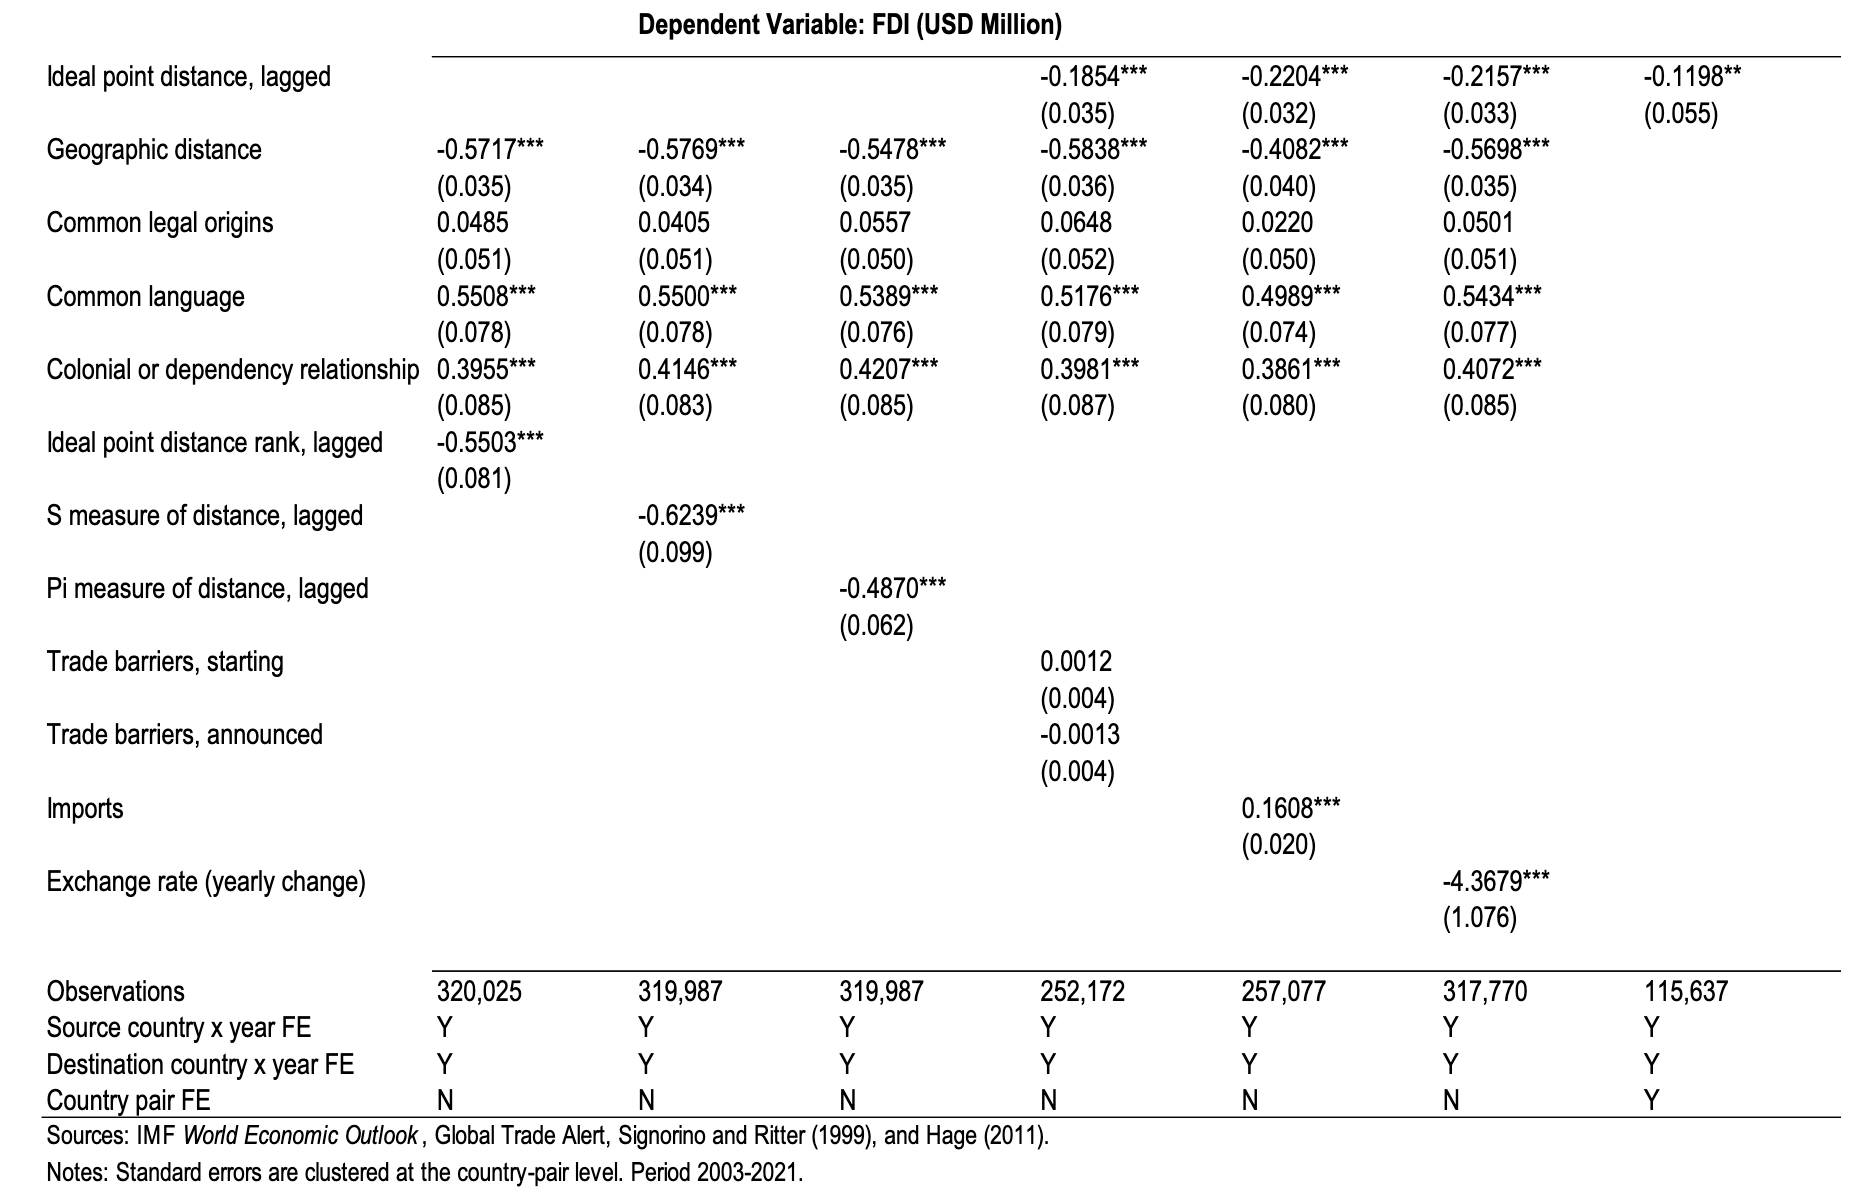 Dependent Variable: FDI (USD Million)
Ideal point distance, lagged -0.1854*** -0.2204*** -0.2157*** -0.1198**
(0.035) (0.032) (0.033) (0.055)
Geographic distance -0.5717*** -0.5769*** -0.5478*** -0.5838*** -0.4082*** -0.5698***
(0.035) (0.034) (0.035) (0.036) (0.040) (0.035)
Common legal origins 0.0485 0.0405 0.0557 0.0648 0.0220 0.0501
(0.051) (0.051) (0.050) (0.052) (0.050) (0.051)
Common language 0.5508*** 0.5500*** 0.5389*** 0.5176*** 0.4989*** 0.5434***
(0.078) (0.078) (0.076) (0.079) (0.074) (0.077)
Colonial or dependency relationship 0.3955*** 0.4146*** 0.4207*** 0.3981*** 0.3861*** 0.4072***
(0.085) (0.083) (0.085) (0.087) (0.080) (0.085)
Ideal point distance rank, lagged -0.5503***
(0.081)
S measure of distance, lagged -0.6239***
(0.099)
Pi measure of distance, lagged -0.4870***
(0.062)
Trade barriers, starting 0.0012
(0.004)
Trade barriers, announced -0.0013
(0.004)
Imports 0.1608***
(0.020)
Exchange rate (yearly change) -4.3679***
(1.076)
Observations 320,025 319,987 319,987 252,172 257,077 317,770 115,637
Source country x year FE Y Y Y Y Y Y Y
Destination country x year FE Y Y Y Y Y Y Y
Country pair FE N N N N N N Y
Sources: IMF World Economic Outlook, Global Trade Alert, Signorino and Ritter (1999), and Hage (2011).
Notes: Standard errors are clustered at the country-pair level. Period 2003-2021.